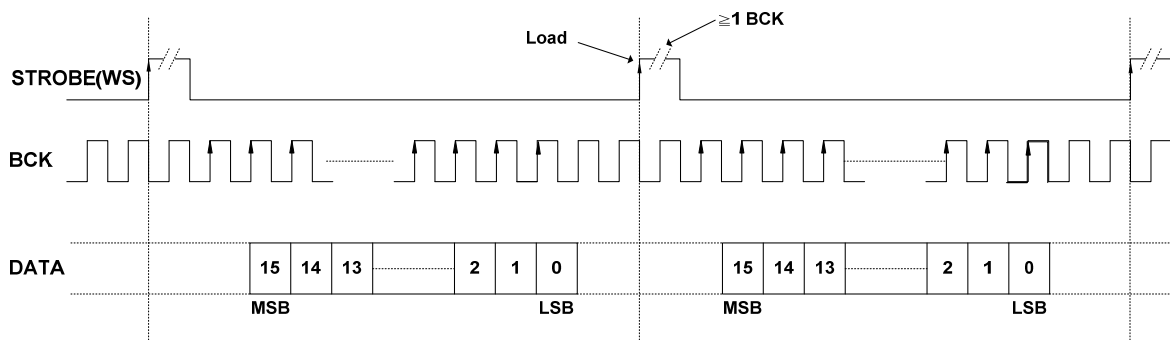 ≧1 BCK
Load
STROBE(WS)
BCK
DATA
15 14 13 2 1 0 15 14 13 2 1 0
MSB LSB MSB LSB